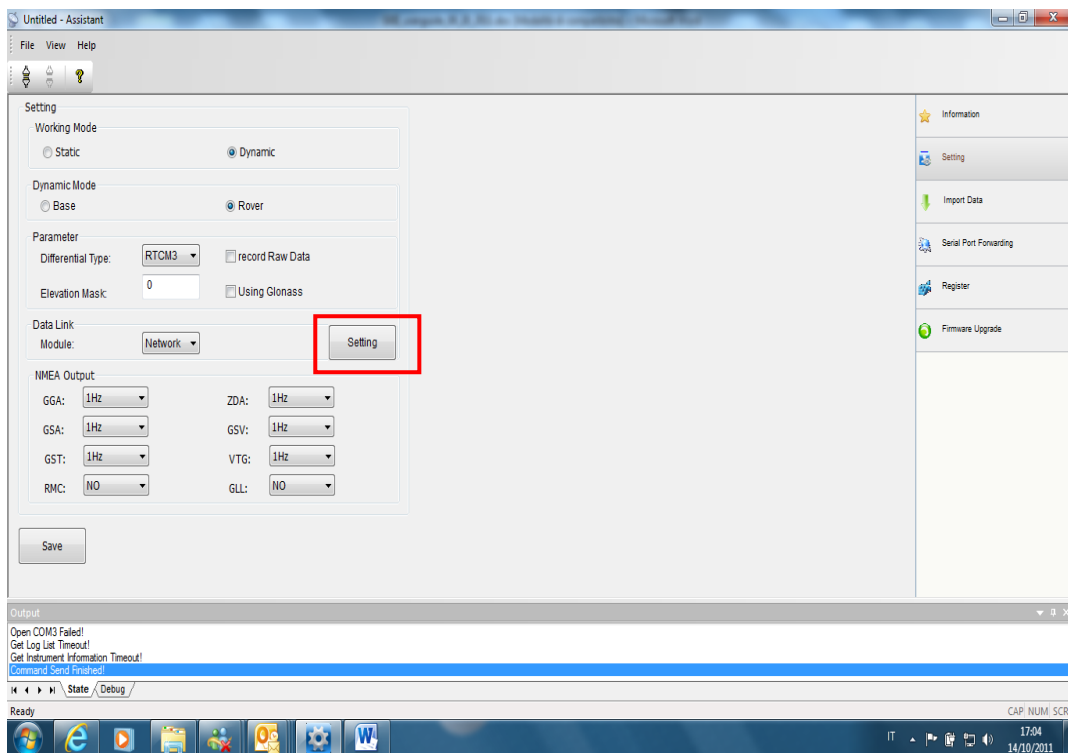 Untitled - Assistant
File View Help
Setting
Working Mode
Static Dynamic
Dynamic Mode
Base Rover
Parameter
Differential Type: RTCM3 record Raw Data
Elevation Mask: 0 Using Glonass
Data Link
Module: Network Setting
NMEA Output
GGA: 1Hz ZDA: 1Hz
GSA: 1Hz GSV: 1Hz
GST: 1Hz VTG: 1Hz
RMC: NO GLL: NO
Save
Information
Setting
Import Data
Serial Port Forwarding
Register
Firmware Upgrade
Output
Open COM3 Failed!
Get Log List Timeout!
Get Instrument Information Timeout!
Command Send Finished!
State Debug
Ready CAP NUM SCR
IT 17:04
14/10/2011